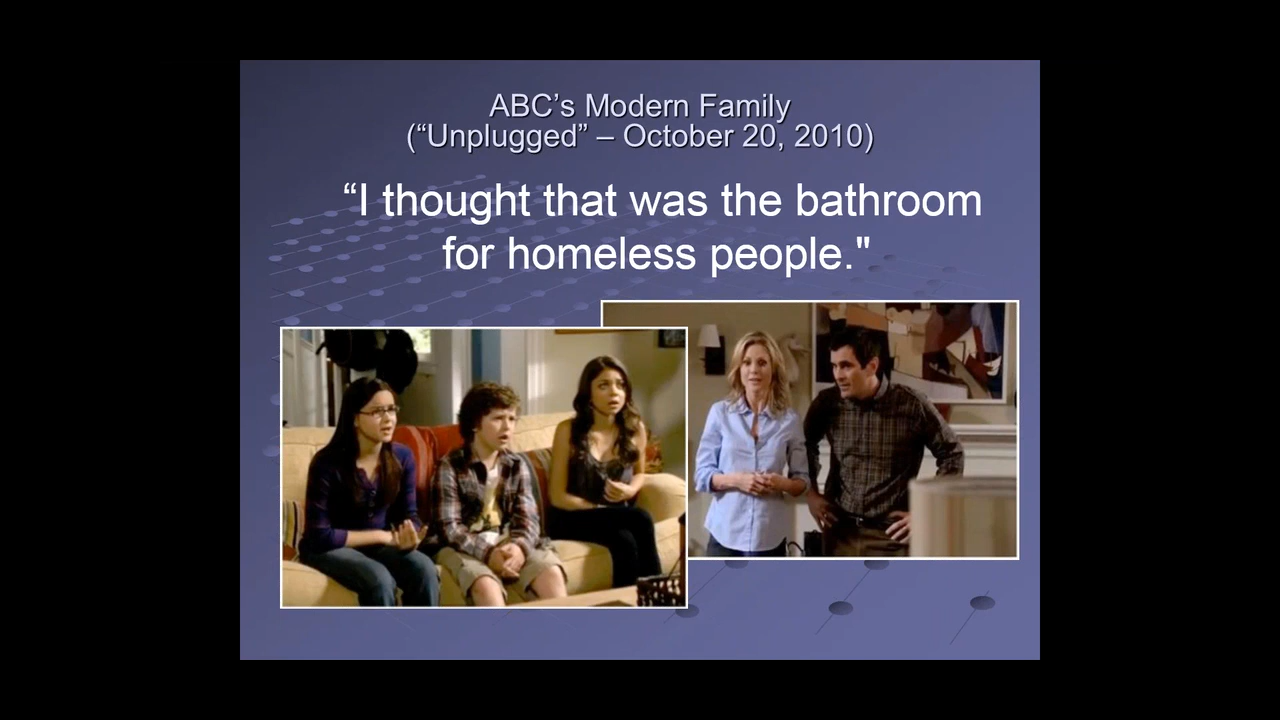 ABC’s Modern Family
(“Unplugged” – October 20, 2010)
“I thought that was the bathroom
for homeless people."